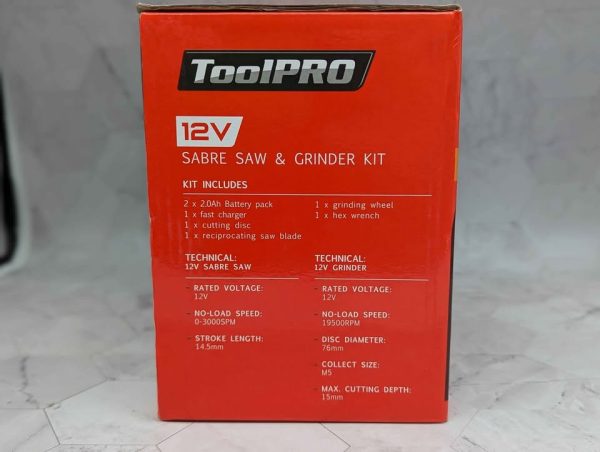 ToolPRO
12V
SABRE SAW & GRINDER KIT
KIT INCLUDES
2 x 2.0Ah Battery pack
1 x fast charger
1 x cutting disc
1 x reciprocating saw blade
1 x grinding wheel
1 x hex wrench
TECHNICAL:
12V SABRE SAW
- RATED VOLTAGE:
12V
- NO-LOAD SPEED:
0-3000SPM
- STROKE LENGTH:
14.5mm
TECHNICAL:
12V GRINDER
- RATED VOLTAGE:
12V
- NO-LOAD SPEED:
19500RPM
- DISC DIAMETER:
76mm
- COLLECT SIZE:
M5
- MAX. CUTTING DEPTH:
15mm